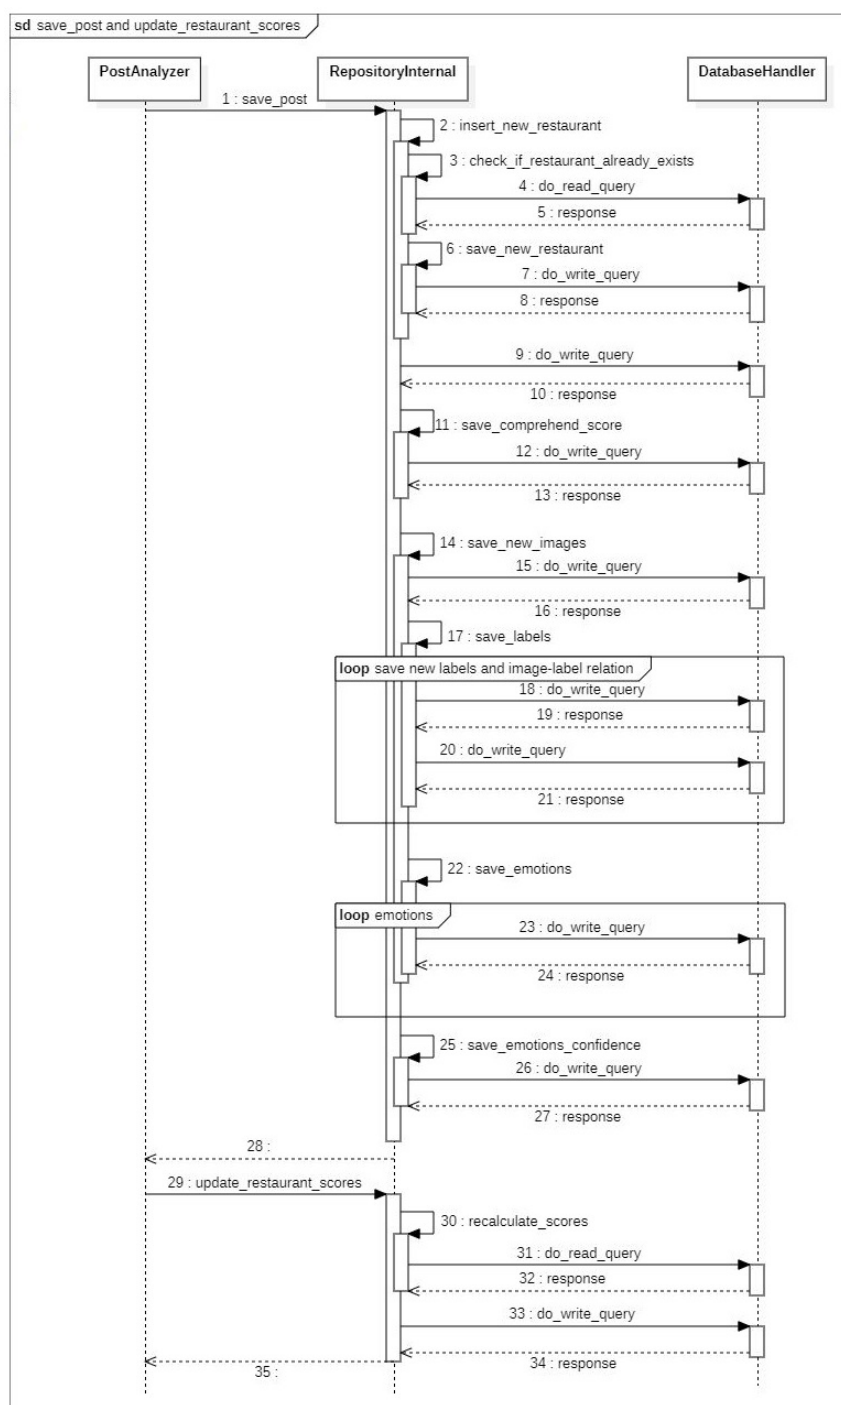 sd save_post and update_restaurant_scores
PostAnalyzer
RepositoryInternal
DatabaseHandler
1 : save_post
2 : insert_new_restaurant
3 : check_if_restaurant_already_exists
4 : do_read_query
5 : response
6 : save_new_restaurant
7 : do_write_query
8 : response
9 : do_write_query
10 : response
11 : save_comprehend_score
12 : do_write_query
13 : response
14 : save_new_images
15 : do_write_query
16 : response
17 : save_labels
loop save new labels and image-label relation
18 : do_write_query
19 : response
20 : do_write_query
21 : response
22 : save_emotions
loop emotions
23 : do_write_query
24 : response
25 : save_emotions_confidence
26 : do_write_query
27 : response
28 :
29 : update_restaurant_scores
30 : recalculate_scores
31 : do_read_query
32 : response
33 : do_write_query
34 : response
35 :